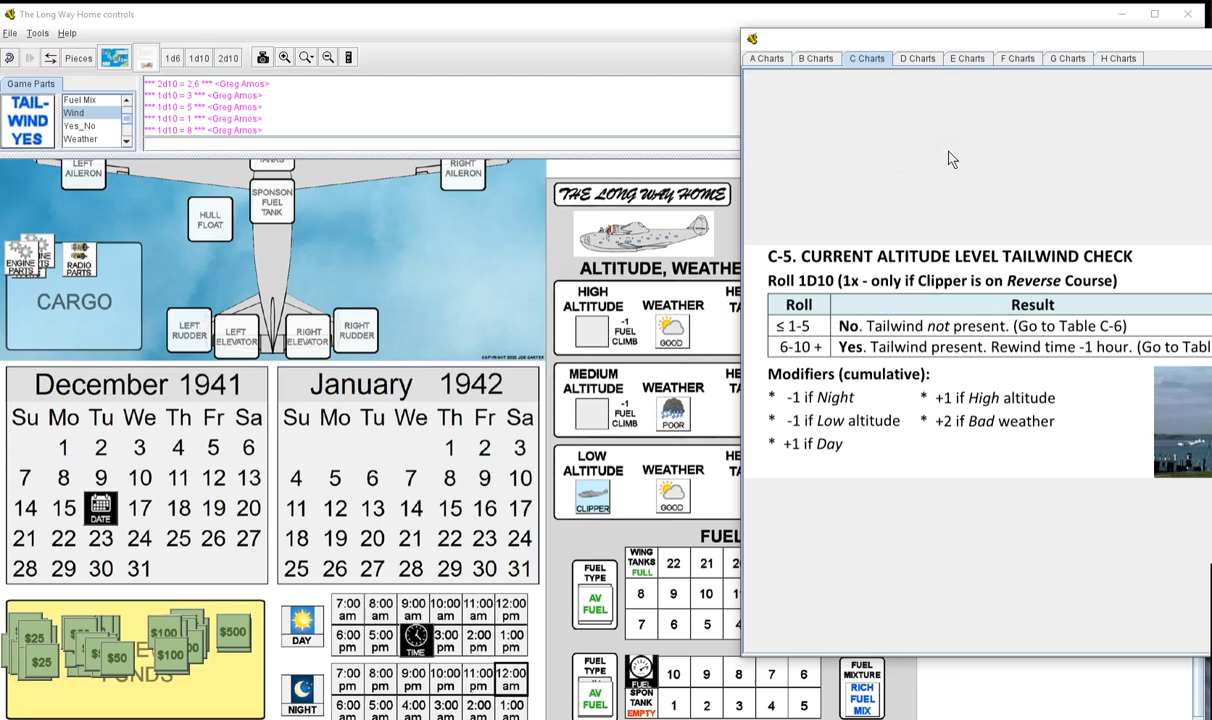 The Long Way Home controls
File Tools Help
Pieces 1d6 1d10 2d10
Game Parts
TAIL-
WIND
YES
Fuel Mix
Wind
Yes_No
Weather
*** 2d10 = 2,6 *** <Greg Amos>
*** 1d10 = 3 *** <Greg Amos>
*** 1d10 = 5 *** <Greg Amos>
*** 1d10 = 1 *** <Greg Amos>
*** 1d10 = 8 *** <Greg Amos>
LEFT
AILERON
TANKS
RIGHT
AILERON
SPONSON
FUEL
TANK
HULL
FLOAT
ENGINE
PARTS
RADIO
PARTS
CARGO
LEFT
RUDDER
LEFT
ELEVATOR
RIGHT
ELEVATOR
RIGHT
RUDDER
December 1941
Su Mo Tu We Th Fr Sa
1 2 3 4 5 6
7 8 9 10 11 12 13
14 15 DATE 17 18 19 20
21 22 23 24 25 26 27
28 29 30 31
January 1942
Su Mo Tu We Th Fr Sa
1 2 3
4 5 6 7 8 9 10
11 12 13 14 15 16 17
18 19 20 21 22 23 24
25 26 27 28 29 30 31
$25
$25
$50
$100
$100
$500
DAY
7:00 am 8:00 am 9:00 am 10:00 am 11:00 am 12:00 pm
6:00 pm 5:00 pm TIME 3:00 pm 2:00 pm 1:00 pm
NIGHT
7:00 pm 8:00 pm 9:00 pm 10:00 pm 11:00 pm 12:00 am
6:00 5:00 4:00 3:00 2:00 1:00
THE LONG WAY HOME
ALTITUDE, WEATHE
HIGH
ALTITUDE
WEATHER
-1
FUEL
CLIMB
GOOD
MEDIUM
ALTITUDE
WEATHER
-1
FUEL
CLIMB
POOR
LOW
ALTITUDE
WEATHER
CLIPPER
GOOD
FUEL
FUEL
TYPE
AV
FUEL
WING
TANKS
FULL
22 21
8 9 10
7 6 5
FUEL
TYPE
AV
FUEL
FUEL
10 9 8 7 6
SPON
TANK
EMPTY
1 2 3 4 5
FUEL
MIXTURE
RICH
FUEL
MIX
A Charts B Charts C Charts D Charts E Charts F Charts G Charts H Charts
C-5. CURRENT ALTITUDE LEVEL TAILWIND CHECK
Roll 1D10 (1x - only if Clipper is on Reverse Course)
Roll Result
≤ 1-5 No. Tailwind not present. (Go to Table C-6)
6-10 + Yes. Tailwind present. Rewind time -1 hour. (Go to Tabl
Modifiers (cumulative):
* -1 if Night * +1 if High altitude
* -1 if Low altitude * +2 if Bad weather
* +1 if Day